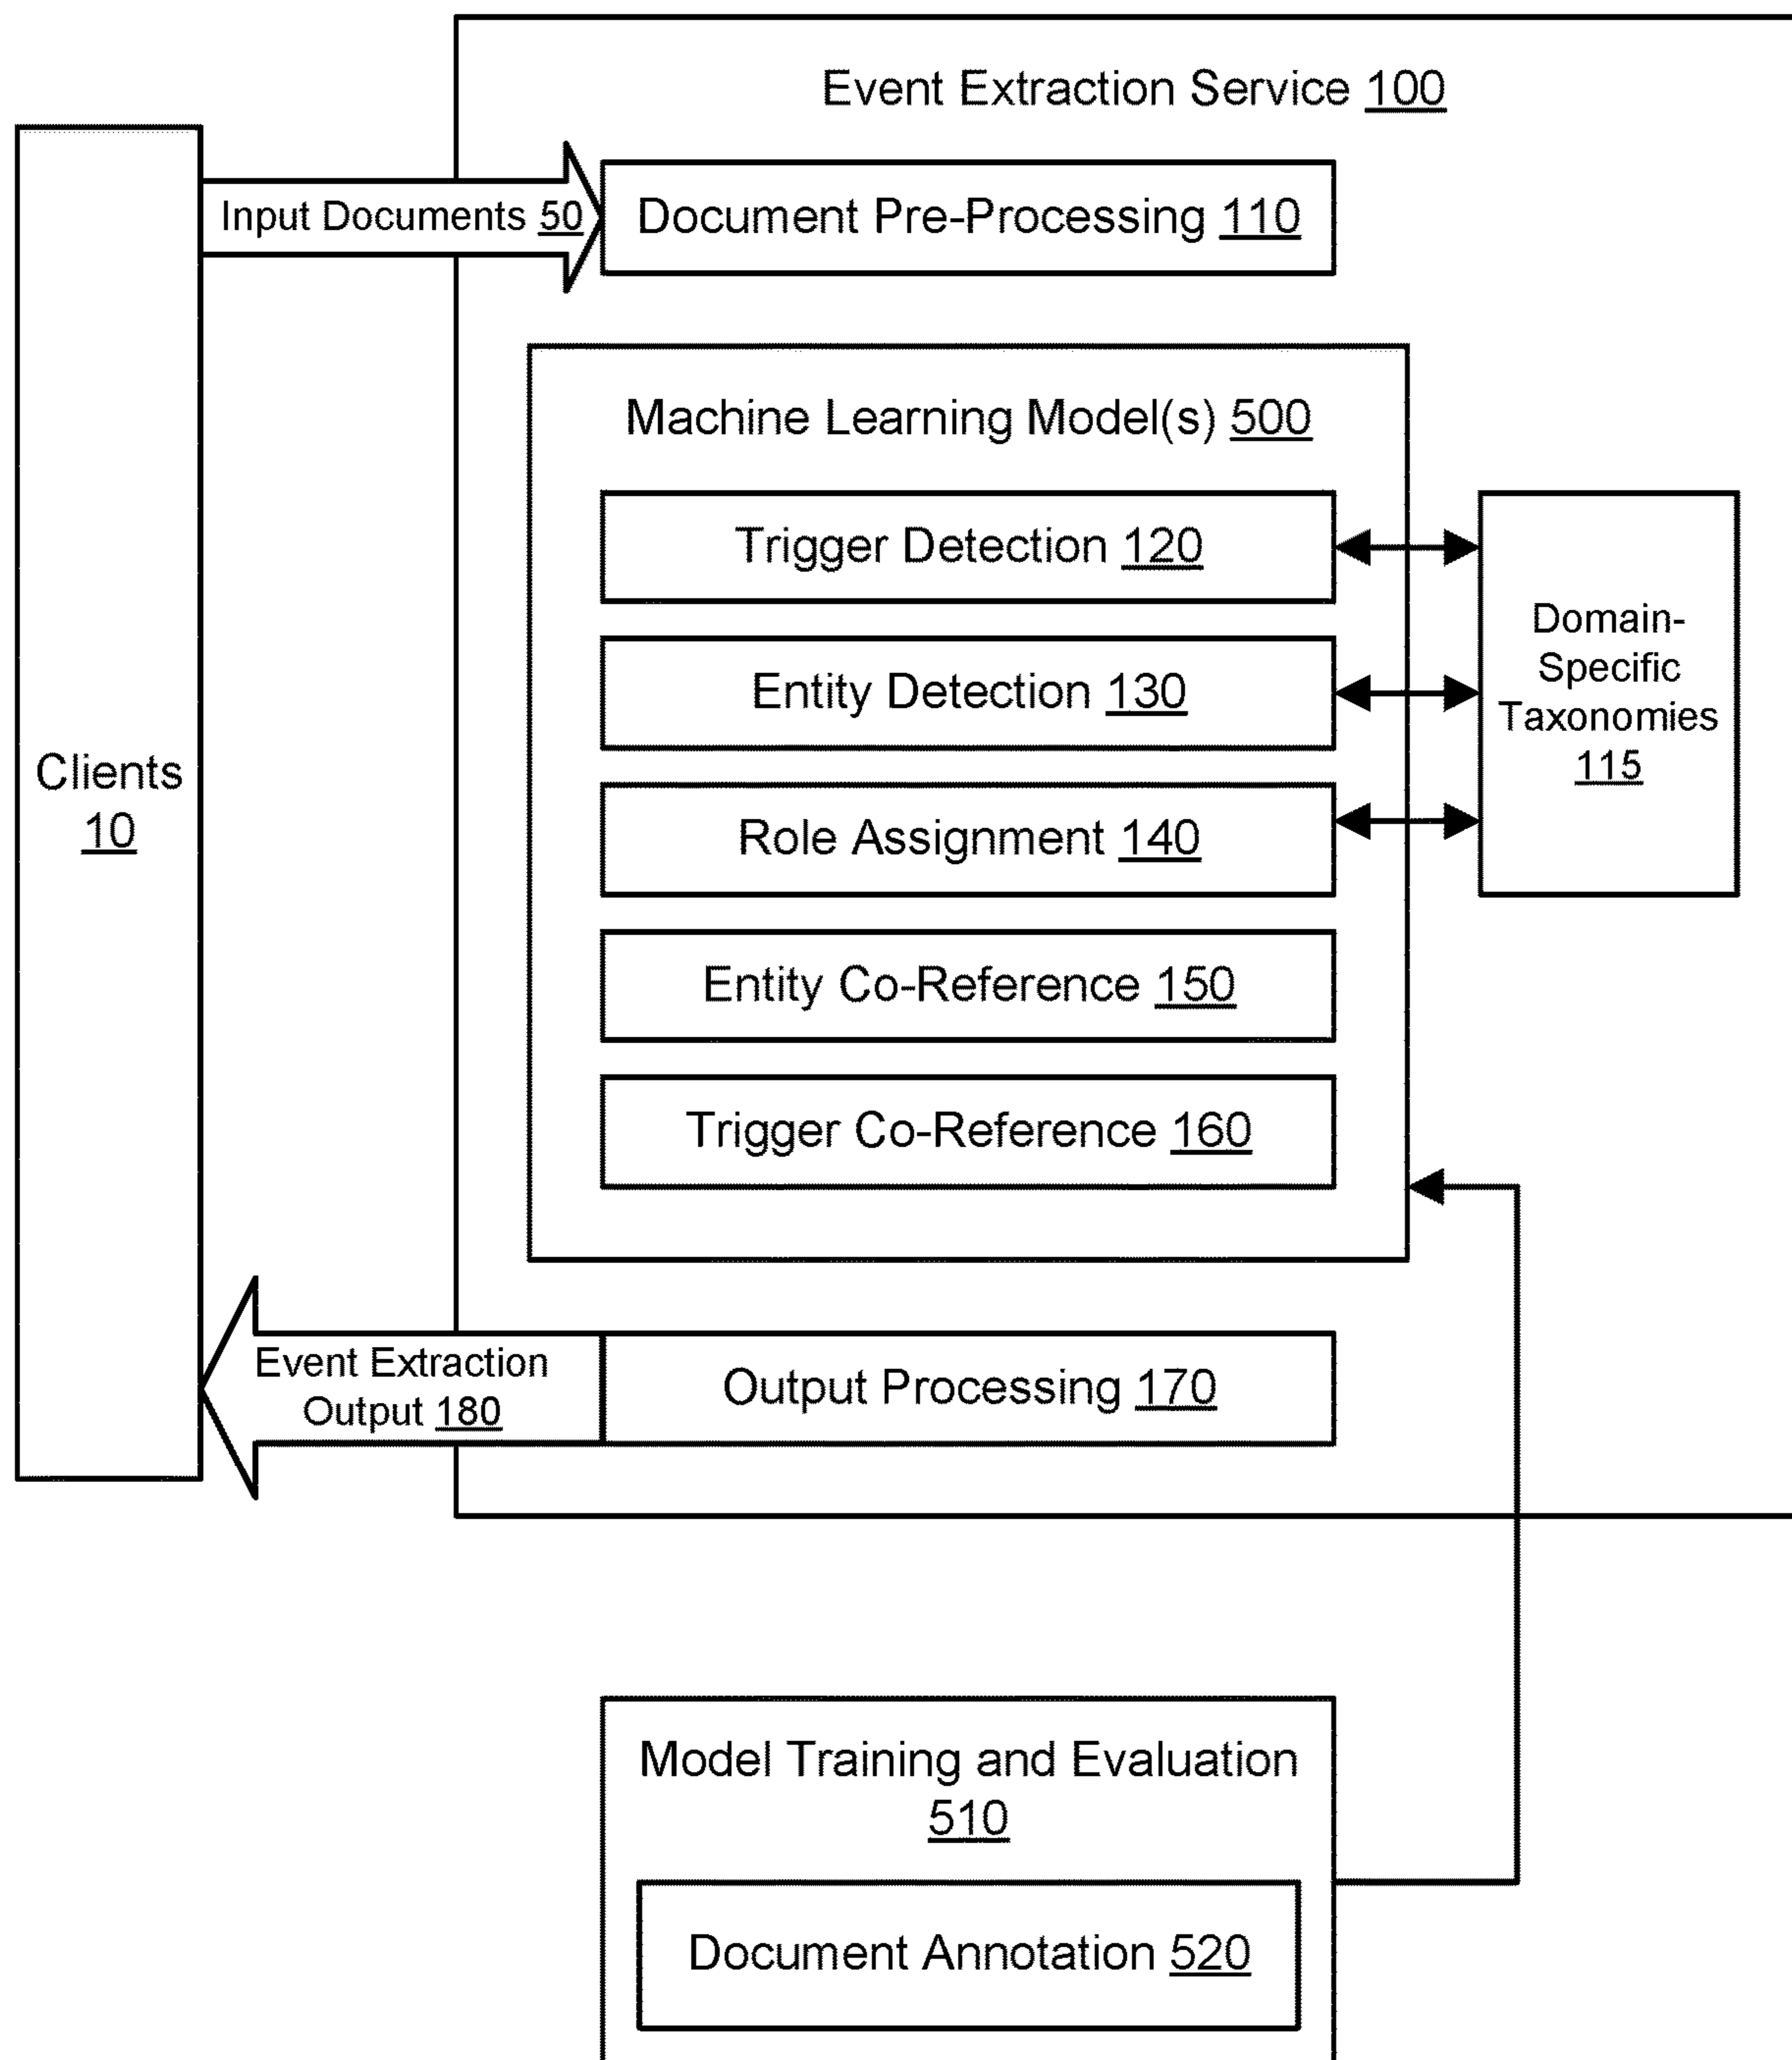 Event Extraction Service 100
Input Documents 50
Document Pre-Processing 110
Machine Learning Model(s) 500
Trigger Detection 120
Entity Detection 130
Role Assignment 140
Entity Co-Reference 150
Trigger Co-Reference 160
Domain-
Specific
Taxonomies
115
Clients
10
Event Extraction
Output 180
Output Processing 170
Model Training and Evaluation
510
Document Annotation 520